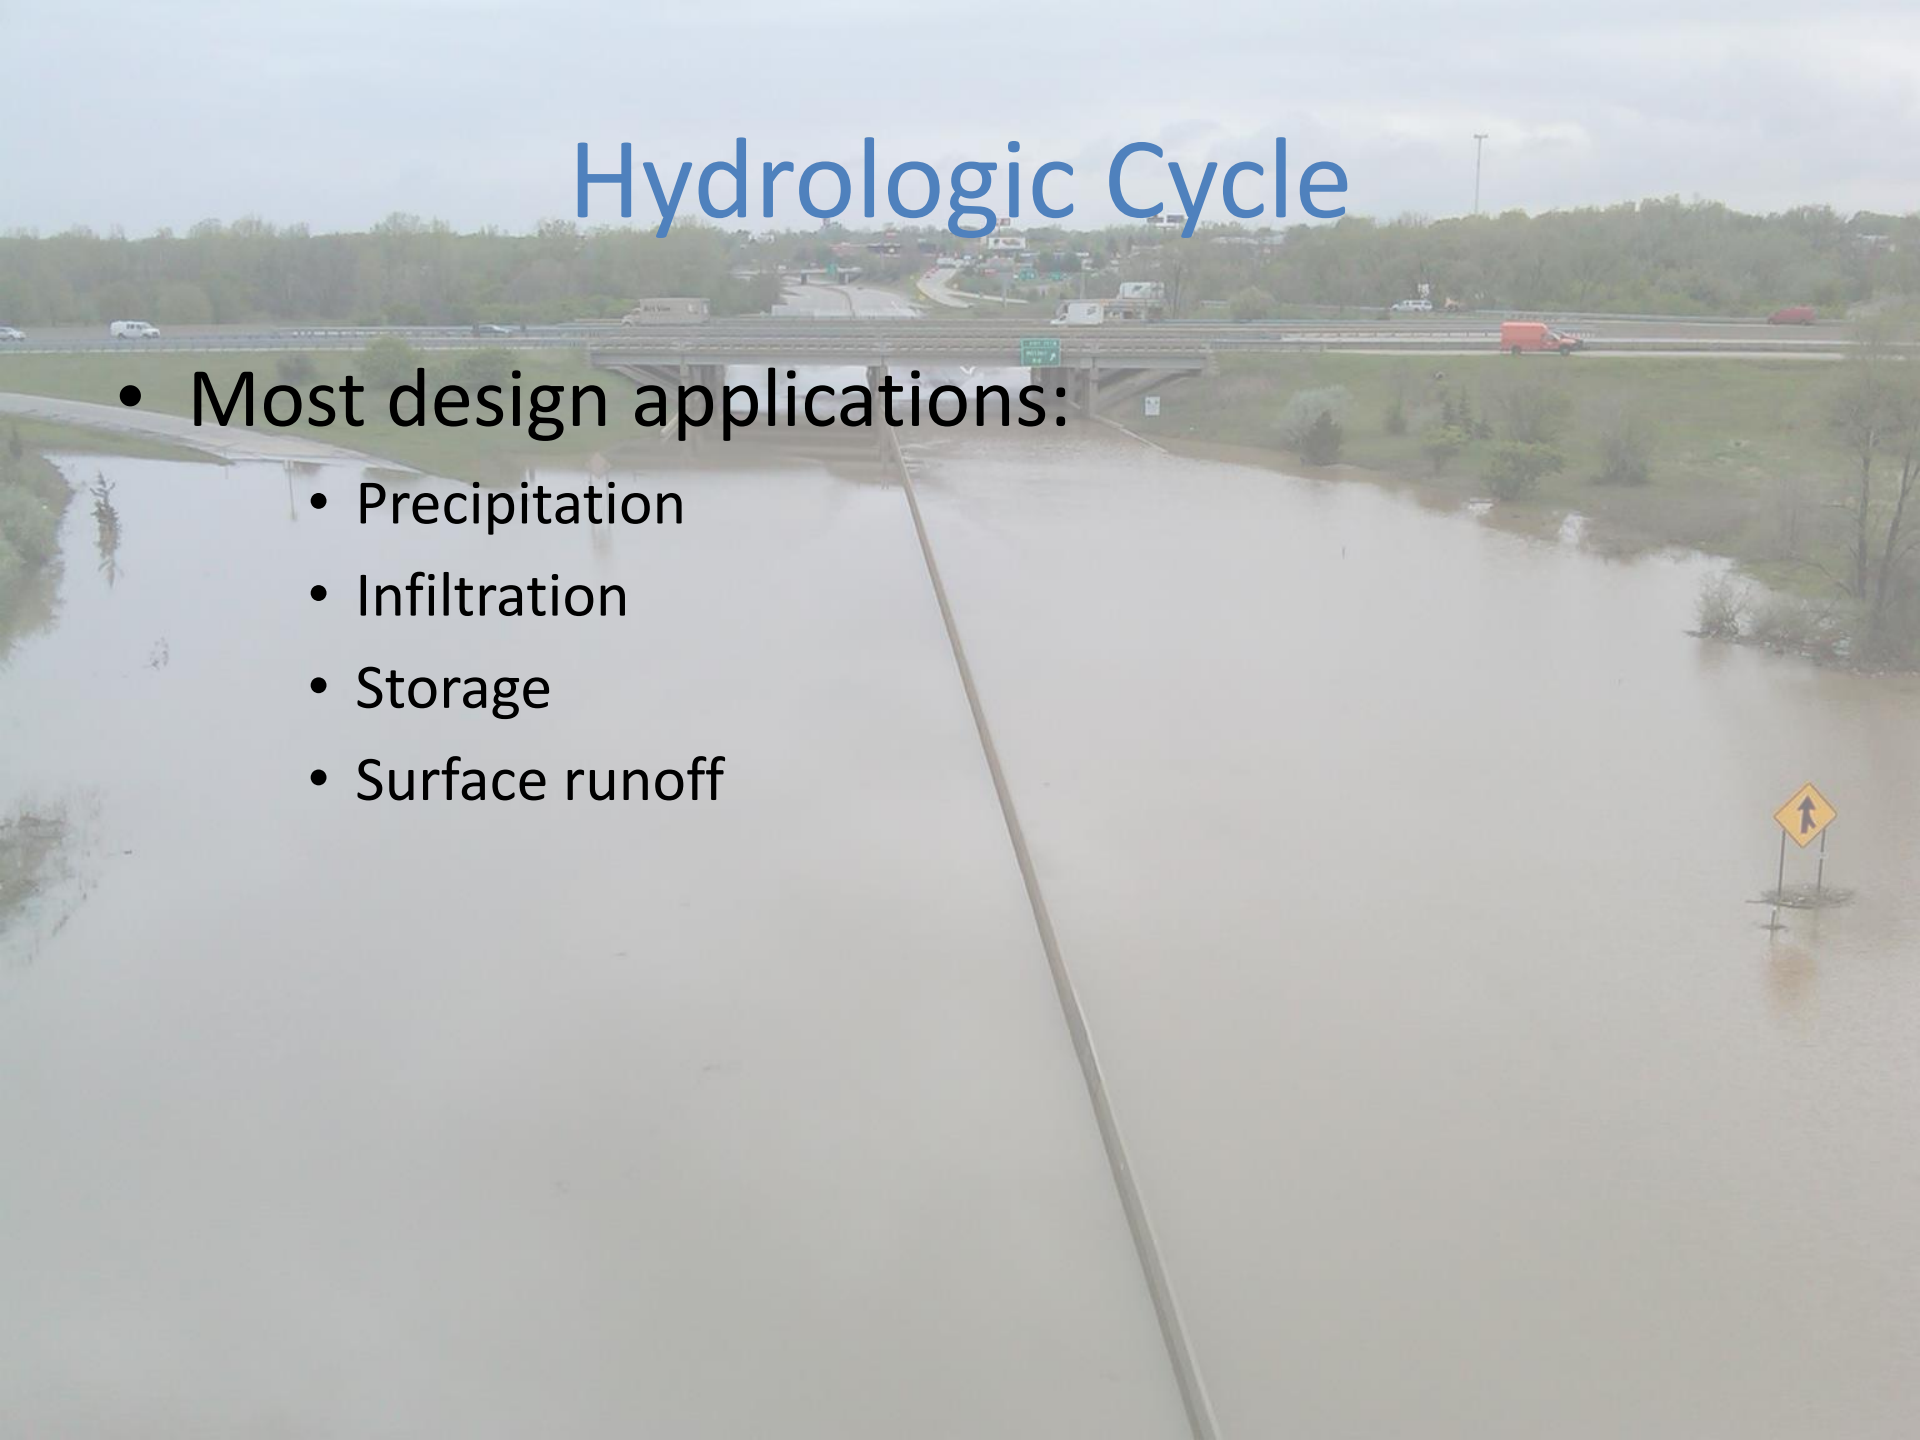 Hydrologic Cycle
• Most design applications:
• Precipitation
• Infiltration
• Storage
• Surface runoff